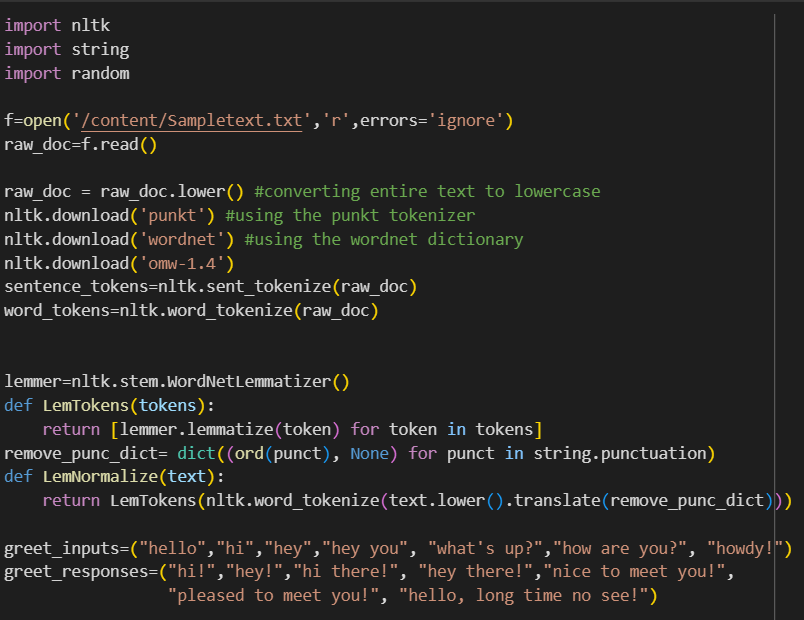 import nltk
import string
import random
f=open('/content/Sampletext.txt','r',errors='ignore')
raw_doc=f.read()
raw_doc = raw_doc.lower() #converting entire text to lowercase
nltk.download('punkt') #using the punkt tokenizer
nltk.download('wordnet') #using the wordnet dictionary
nltk.download('omw-1.4')
sentence_tokens=nltk.sent_tokenize(raw_doc)
word_tokens=nltk.word_tokenize(raw_doc)
lemmer=nltk.stem.WordNetLemmatizer()
def LemTokens(tokens):
    return [lemmer.lemmatize(token) for token in tokens]
remove_punc_dict= dict((ord(punct), None) for punct in string.punctuation)
def LemNormalize(text):
    return LemTokens(nltk.word_tokenize(text.lower().translate(remove_punc_dict)))
greet_inputs=("hello","hi","hey","hey you", "what's up?","how are you?", "howdy!")
greet_responses=("hi!","hey!","hi there!", "hey there!","nice to meet you!",
                 "pleased to meet you!", "hello, long time no see!")